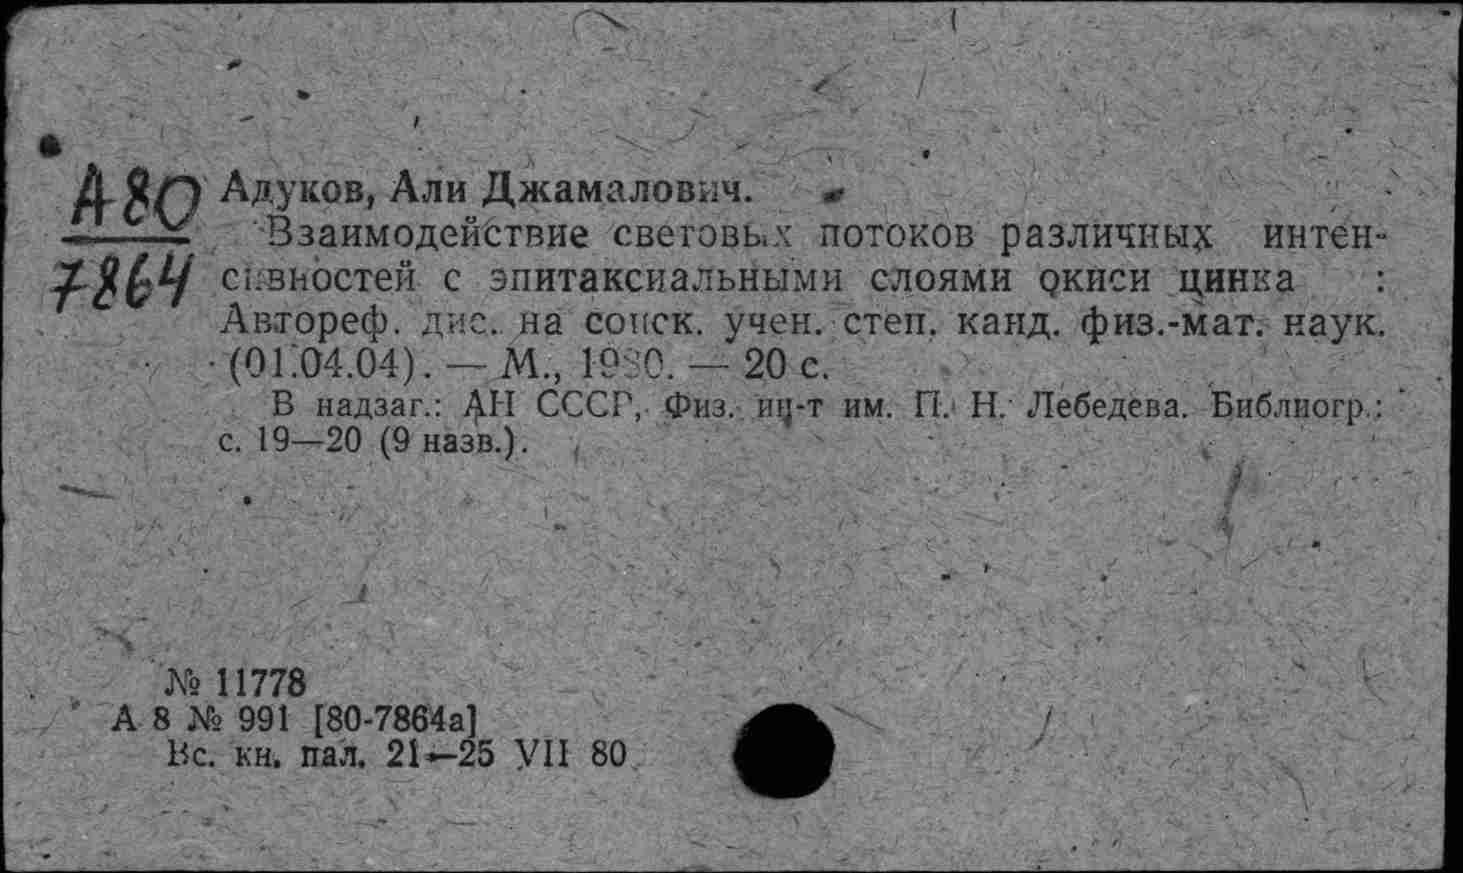 А80 Адуков, Али Джамалович.
Взаимодействие световых потоков различных интен-
7864 сивностей с эпитаксиальными слоями окиси цинка :
Автореф. дис. на соиск. учен. степ. канд. физ.-мат. наук.
(01.04.04). — М., 1980. — 20 с.
В надзаг.: АН СССР, Физ. ин-т им. П. Н. Лебедева. Библиогр.:
с. 19—20 (9 назв.).
№ 11778
А 8 № 991 [80-7864а]
Вс. кн. пал. 21—25 VII 80